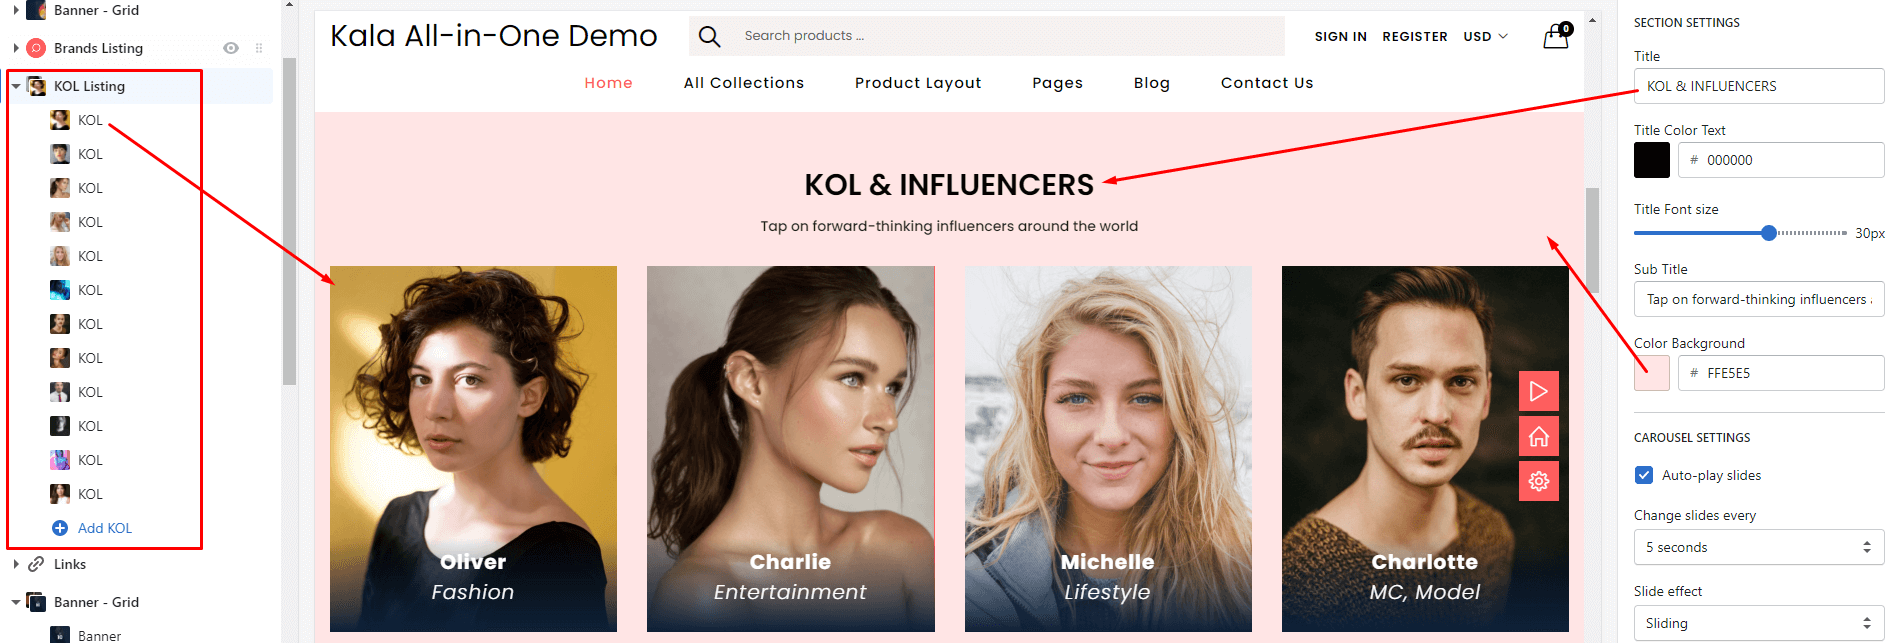 Banner - Grid
Brands Listing
KOL Listing
KOL
KOL
KOL
KOL
KOL
KOL
KOL
KOL
KOL
KOL
KOL
KOL
Add KOL
Links
Banner - Grid
Banner
Kala All-in-One Demo
Search products ...
SIGN IN REGISTER USD
0
Home All Collections Product Layout Pages Blog Contact Us
KOL & INFLUENCERS
Tap on forward-thinking influencers around the world
Oliver
Fashion
Charlie
Entertainment
Michelle
Lifestyle
Charlotte
MC, Model
SECTION SETTINGS
Title
KOL & INFLUENCERS
Title Color Text
# 000000
Title Font size
30px
Sub Title
Tap on forward-thinking influencers
Color Background
# FFE5E5
CAROUSEL SETTINGS
Auto-play slides
Change slides every
5 seconds
Slide effect
Sliding